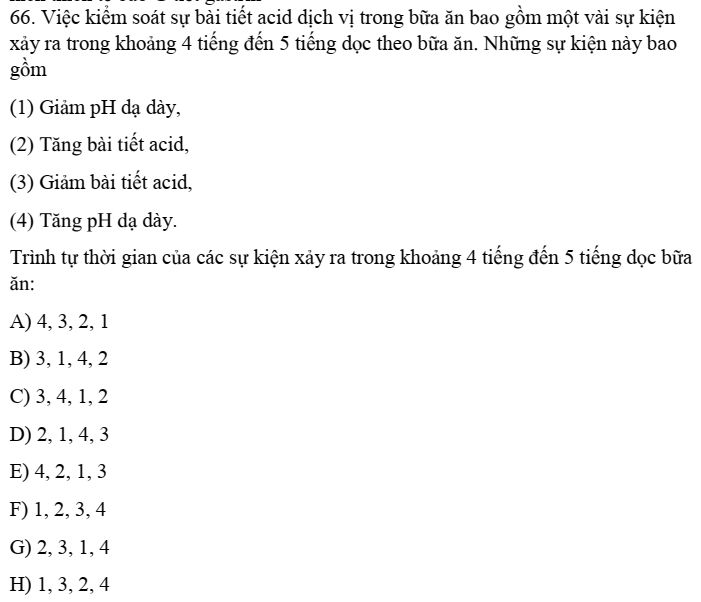 66. Việc kiểm soát sự bài tiết acid dịch vị trong bữa ăn bao gồm một vài sự kiện
xảy ra trong khoảng 4 tiếng đến 5 tiếng dọc theo bữa ăn. Những sự kiện này bao
gồm
(1) Giảm pH dạ dày,
(2) Tăng bài tiết acid,
(3) Giảm bài tiết acid,
(4) Tăng pH dạ dày.
Trình tự thời gian của các sự kiện xảy ra trong khoảng 4 tiếng đến 5 tiếng dọc bữa
ăn:
A) 4, 3, 2, 1
B) 3, 1, 4, 2
C) 3, 4, 1, 2
D) 2, 1, 4, 3
E) 4, 2, 1, 3
F) 1, 2, 3, 4
G) 2, 3, 1, 4
H) 1, 3, 2, 4